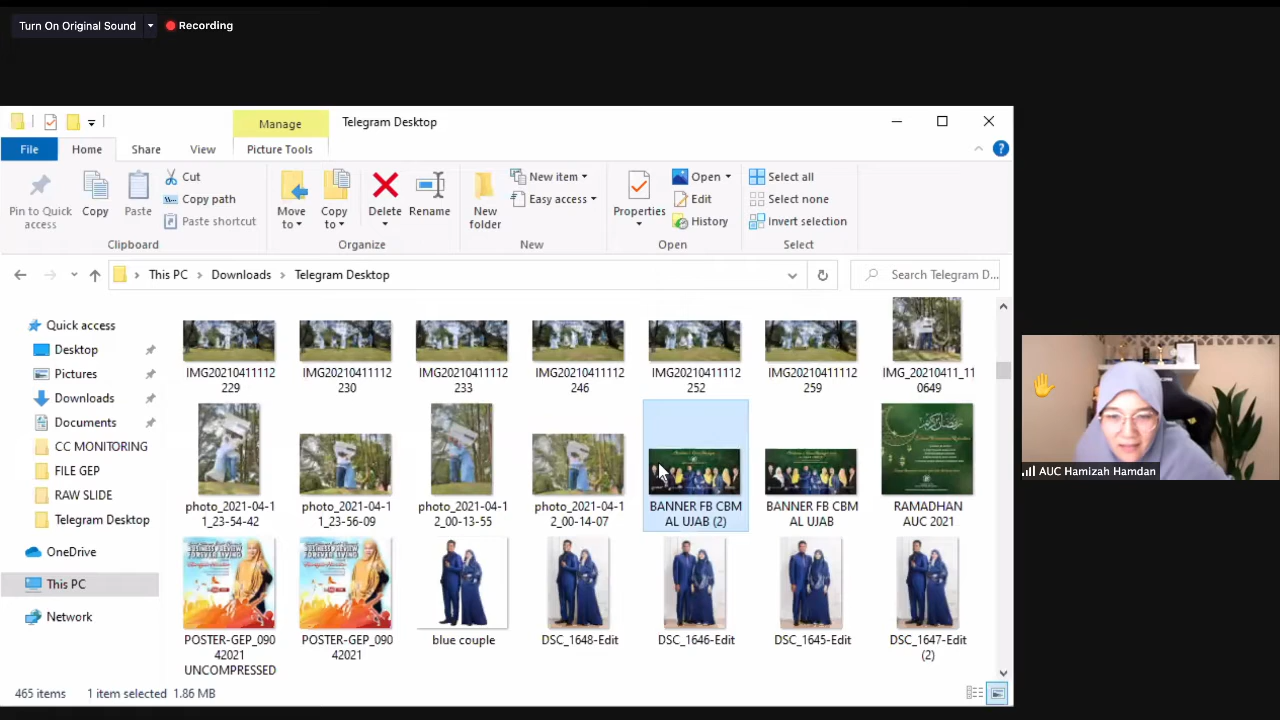 Turn On Original Sound
Recording
Manage
Telegram Desktop
File
Home
Share
View
Picture Tools
Pin to Quick access
Copy
Paste
Cut
Copy path
Paste shortcut
Clipboard
Move to
Copy to
Delete
Rename
Organize
New folder
New item
Easy access
New
Properties
Open
Edit
History
Open
Select all
Select none
Invert selection
Select
This PC
Downloads
Telegram Desktop
Search Telegram D...
Quick access
Desktop
Pictures
Downloads
Documents
CC MONITORING
FILE GEP
RAW SLIDE
Telegram Desktop
OneDrive
This PC
Network
IMG20210411112
229
IMG20210411112
230
IMG20210411112
233
IMG20210411112
246
IMG20210411112
252
IMG20210411112
259
IMG_20210411_11
0649
photo_2021-04-1
1_23-54-42
photo_2021-04-1
1_23-56-09
photo_2021-04-1
2_00-13-55
photo_2021-04-1
2_00-14-07
BANNER FB CBM
AL UJAB (2)
BANNER FB CBM
AL UJAB
RAMADHAN
AUC 2021
BUSINESS PREVIEW
FOREVER LIVING
BUSINESS PREVIEW
FOREVER LIVING
POSTER-GEP_090
42021
UNCOMPRESSED
POSTER-GEP_090
42021
blue couple
DSC_1648-Edit
DSC_1646-Edit
DSC_1645-Edit
DSC_1647-Edit
(2)
465 items
1 item selected
1.86 MB
AUC Hamizah Hamdan